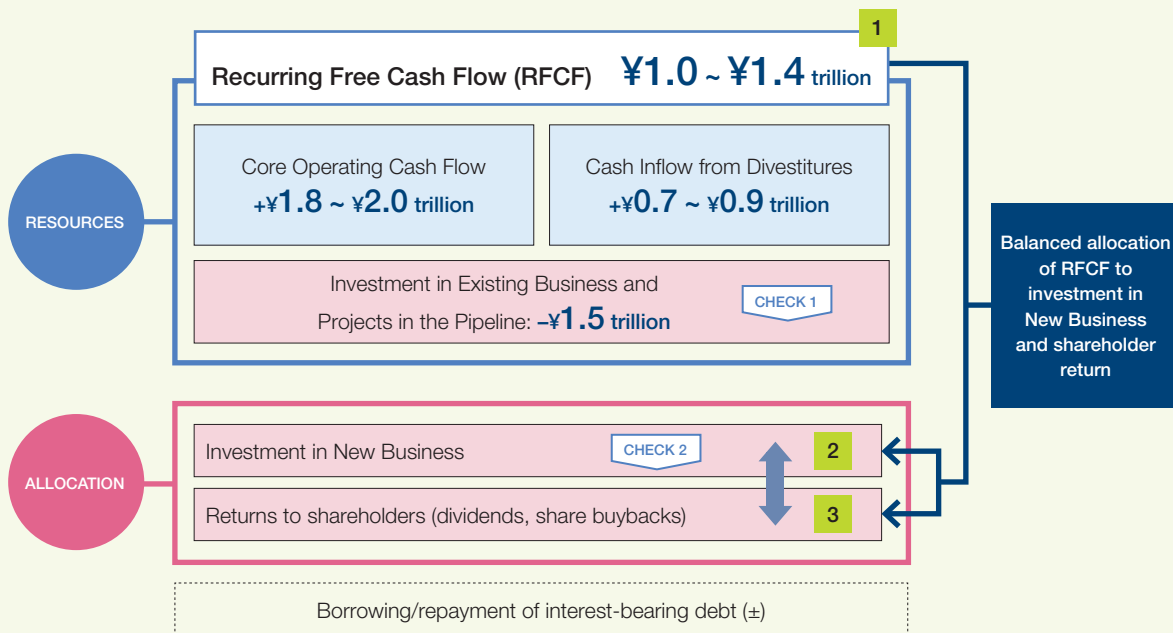 1
Recurring Free Cash Flow (RFCF) ¥1.0 ~ ¥1.4 trillion
RESOURCES
Core Operating Cash Flow
+¥1.8 ~ ¥2.0 trillion
Cash Inflow from Divestitures
+¥0.7 ~ ¥0.9 trillion
Investment in Existing Business and
Projects in the Pipeline: –¥1.5 trillion
CHECK 1
Balanced allocation
of RFCF to
investment in
New Business
and shareholder
return
ALLOCATION
Investment in New Business
CHECK 2
2
Returns to shareholders (dividends, share buybacks)
3
Borrowing/repayment of interest-bearing debt (±)